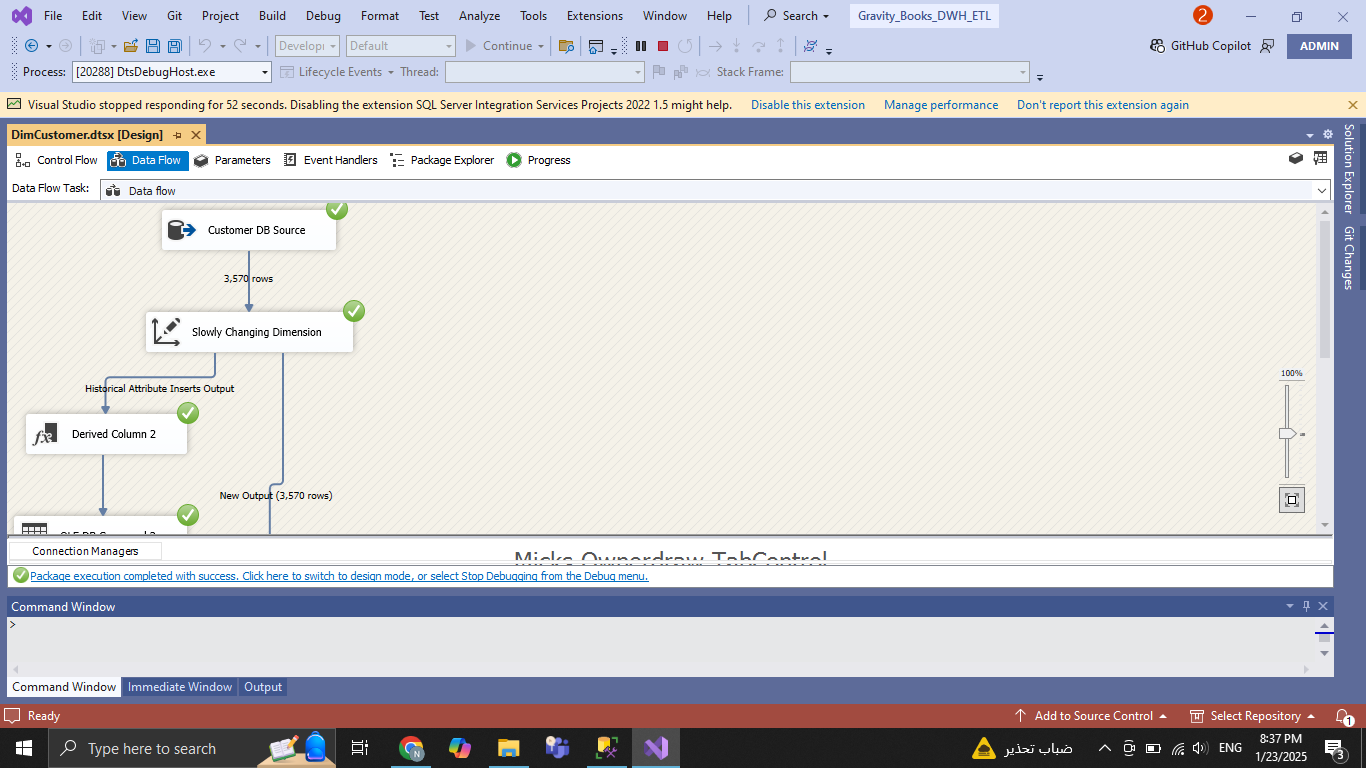 File Edit View Git Project Build Debug Format Test Analyze Tools Extensions Window Help Search Gravity_Books_DWH_ETL 2
Develop Default Continue GitHub Copilot ADMIN
Process: [20288] DtsDebugHost.exe Lifecycle Events Thread: Stack Frame:
Visual Studio stopped responding for 52 seconds. Disabling the extension SQL Server Integration Services Projects 2022 1.5 might help. Disable this extension Manage performance Don't report this extension again
DimCustomer.dtsx [Design]
Control Flow Data Flow Parameters Event Handlers Package Explorer Progress
Data Flow Task: Data flow
Solution Explorer
Git Changes
Customer DB Source
3,570 rows
Slowly Changing Dimension
Historical Attribute Inserts Output
100%
Derived Column 2
New Output (3,570 rows)
Connection Managers
Micks Ownerdraw TabControl
Package execution completed with success. Click here to switch to design mode, or select Stop Debugging from the Debug menu.
Command Window
>
Command Window Immediate Window Output
Ready Add to Source Control Select Repository 1
Type here to search N ضباب تحذير ENG 8:37 PM
1/23/2025 3